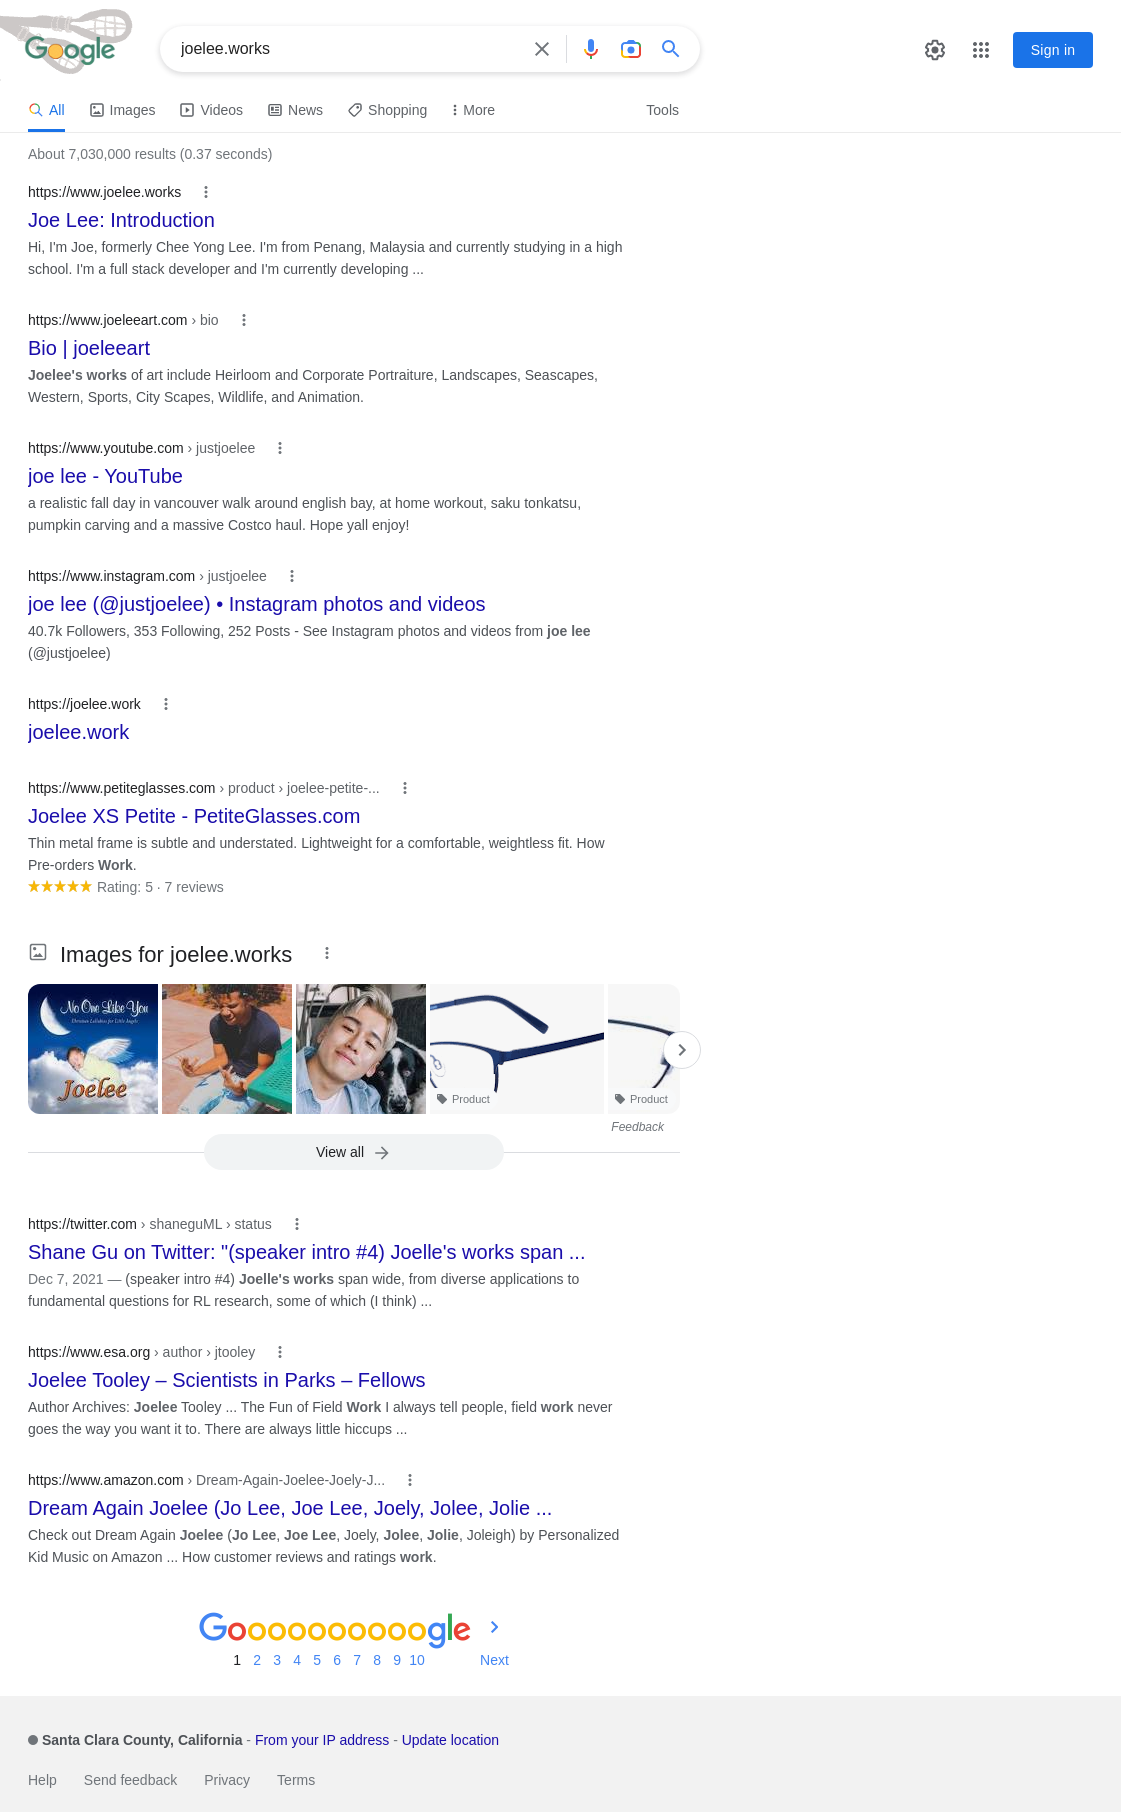 Google
joelee.works
Sign in
All Images Videos News Shopping More Tools
About 7,030,000 results (0.37 seconds)
https://www.joelee.works
Joe Lee: Introduction
Hi, I'm Joe, formerly Chee Yong Lee. I'm from Penang, Malaysia and currently studying in a high
school. I'm a full stack developer and I'm currently developing ...
https://www.joeleeart.com › bio
Bio | joeleeart
Joelee's works of art include Heirloom and Corporate Portraiture, Landscapes, Seascapes,
Western, Sports, City Scapes, Wildlife, and Animation.
https://www.youtube.com › justjoelee
joe lee - YouTube
a realistic fall day in vancouver walk around english bay, at home workout, saku tonkatsu,
pumpkin carving and a massive Costco haul. Hope yall enjoy!
https://www.instagram.com › justjoelee
joe lee (@justjoelee) • Instagram photos and videos
40.7k Followers, 353 Following, 252 Posts - See Instagram photos and videos from joe lee
(@justjoelee)
https://joelee.work
joelee.work
https://www.petiteglasses.com › product › joelee-petite-...
Joelee XS Petite - PetiteGlasses.com
Thin metal frame is subtle and understated. Lightweight for a comfortable, weightless fit. How
Pre-orders Work.
Rating: 5 · 7 reviews
Images for joelee.works
No One Like You
Christian Lullabies for Little Angels
Joelee
Product
Product
Feedback
View all
https://twitter.com › shaneguML › status
Shane Gu on Twitter: "(speaker intro #4) Joelle's works span ...
Dec 7, 2021 — (speaker intro #4) Joelle's works span wide, from diverse applications to
fundamental questions for RL research, some of which (I think) ...
https://www.esa.org › author › jtooley
Joelee Tooley – Scientists in Parks – Fellows
Author Archives: Joelee Tooley ... The Fun of Field Work I always tell people, field work never
goes the way you want it to. There are always little hiccups ...
https://www.amazon.com › Dream-Again-Joelee-Joely-J...
Dream Again Joelee (Jo Lee, Joe Lee, Joely, Jolee, Jolie ...
Check out Dream Again Joelee (Jo Lee, Joe Lee, Joely, Jolee, Jolie, Joleigh) by Personalized
Kid Music on Amazon ... How customer reviews and ratings work.
Goooooooooogle
1 2 3 4 5 6 7 8 9 10 Next
Santa Clara County, California - From your IP address - Update location
Help Send feedback Privacy Terms